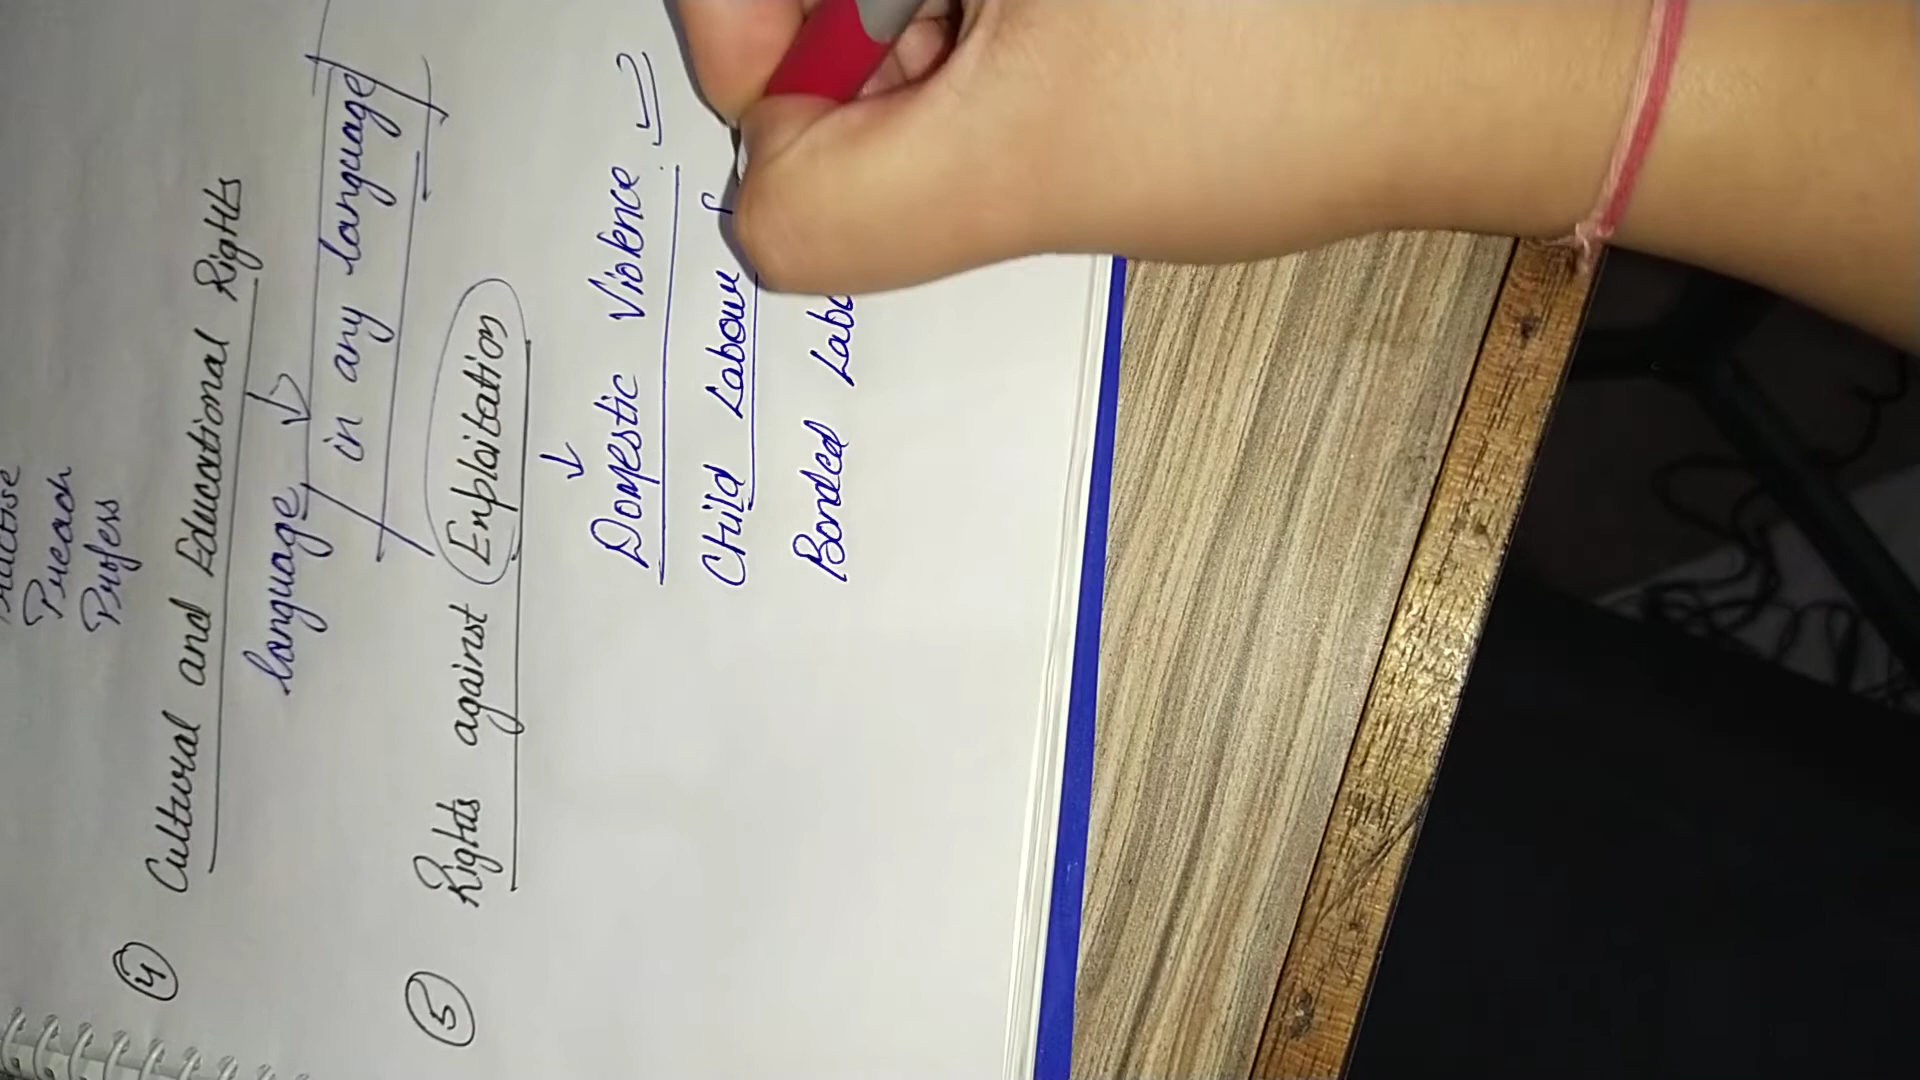 Preach
Profess
4 Cultural and Educational Rights
language
in any language
5 Rights against Exploitation
Domestic Violence
Child Labour
Bonded Labo